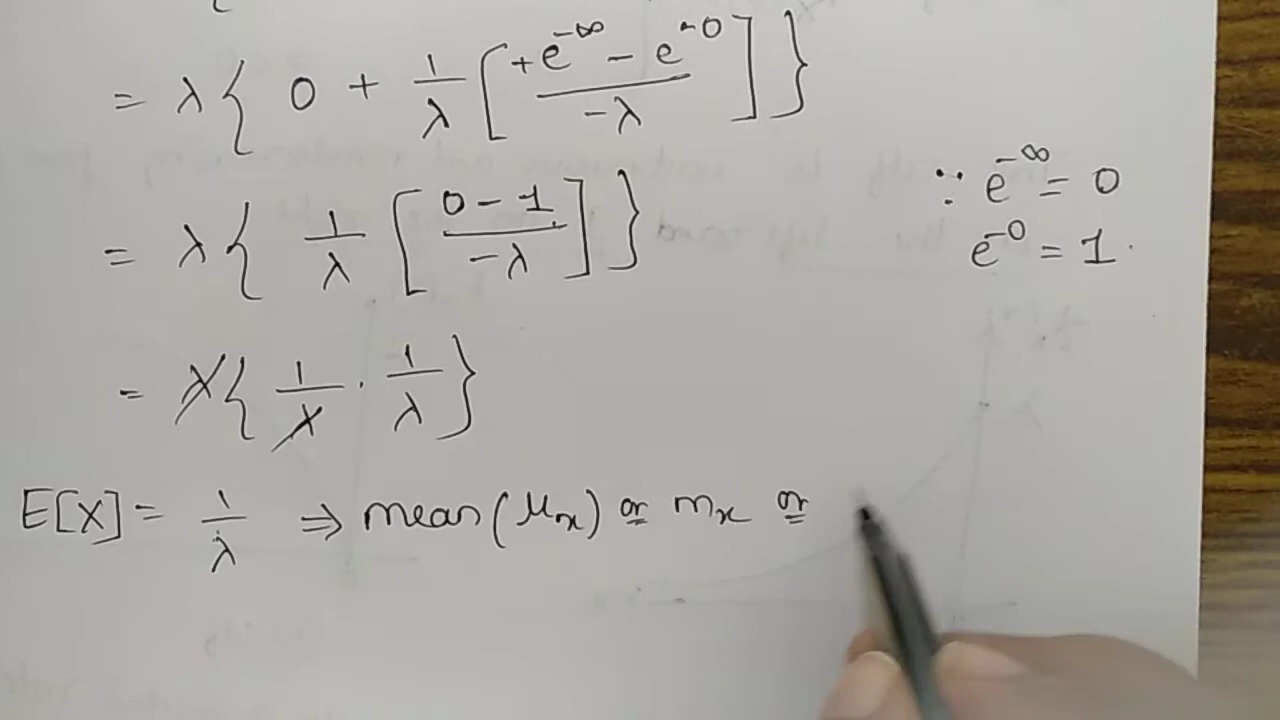 = λ{ 0 + 1/λ [ +e^-∞ - e^-0 / -λ ] }
= λ{ 1/λ [ 0 - 1 / -λ ] }
∵ e^-∞ = 0
e^-0 = 1.
= λ{ 1/λ · 1/λ }
E[X] = 1/λ ⇒ mean(μx) or mx or